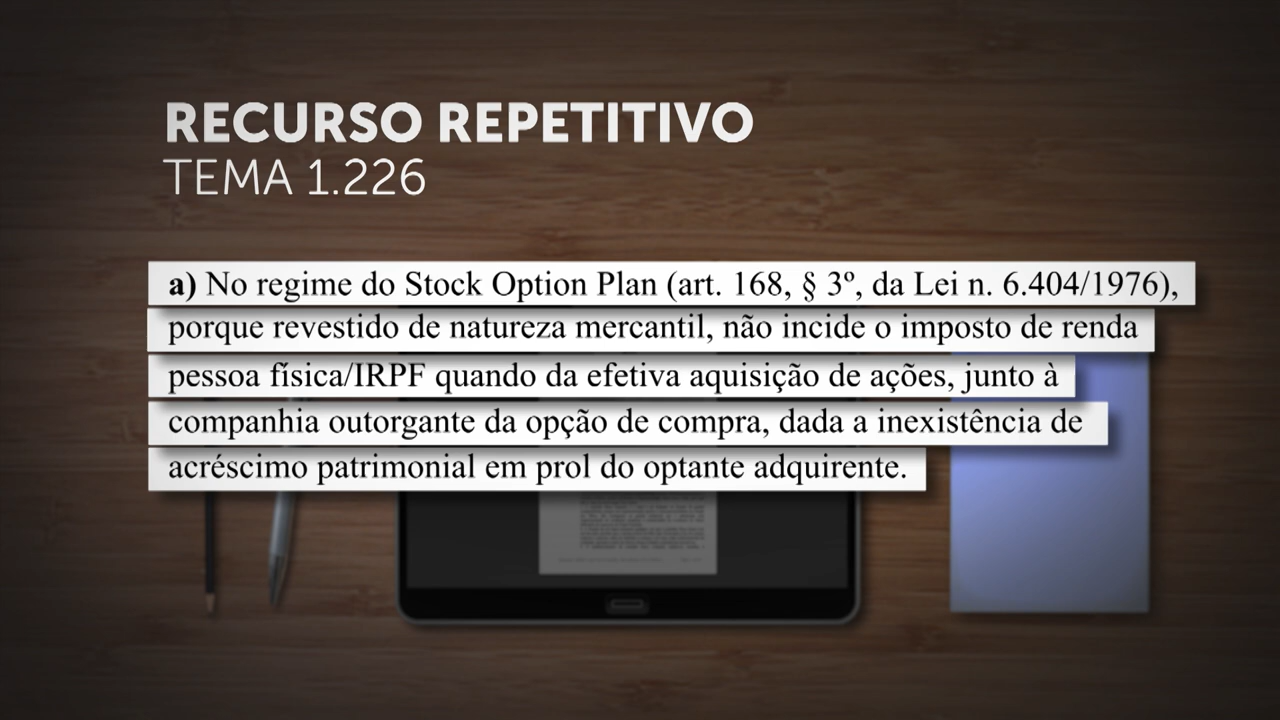 RECURSO REPETITIVO
TEMA 1.226
a) No regime do Stock Option Plan (art. 168, § 3º, da Lei n. 6.404/1976),
porque revestido de natureza mercantil, não incide o imposto de renda
pessoa física/IRPF quando da efetiva aquisição de ações, junto à
companhia outorgante da opção de compra, dada a inexistência de
acréscimo patrimonial em prol do optante adquirente.